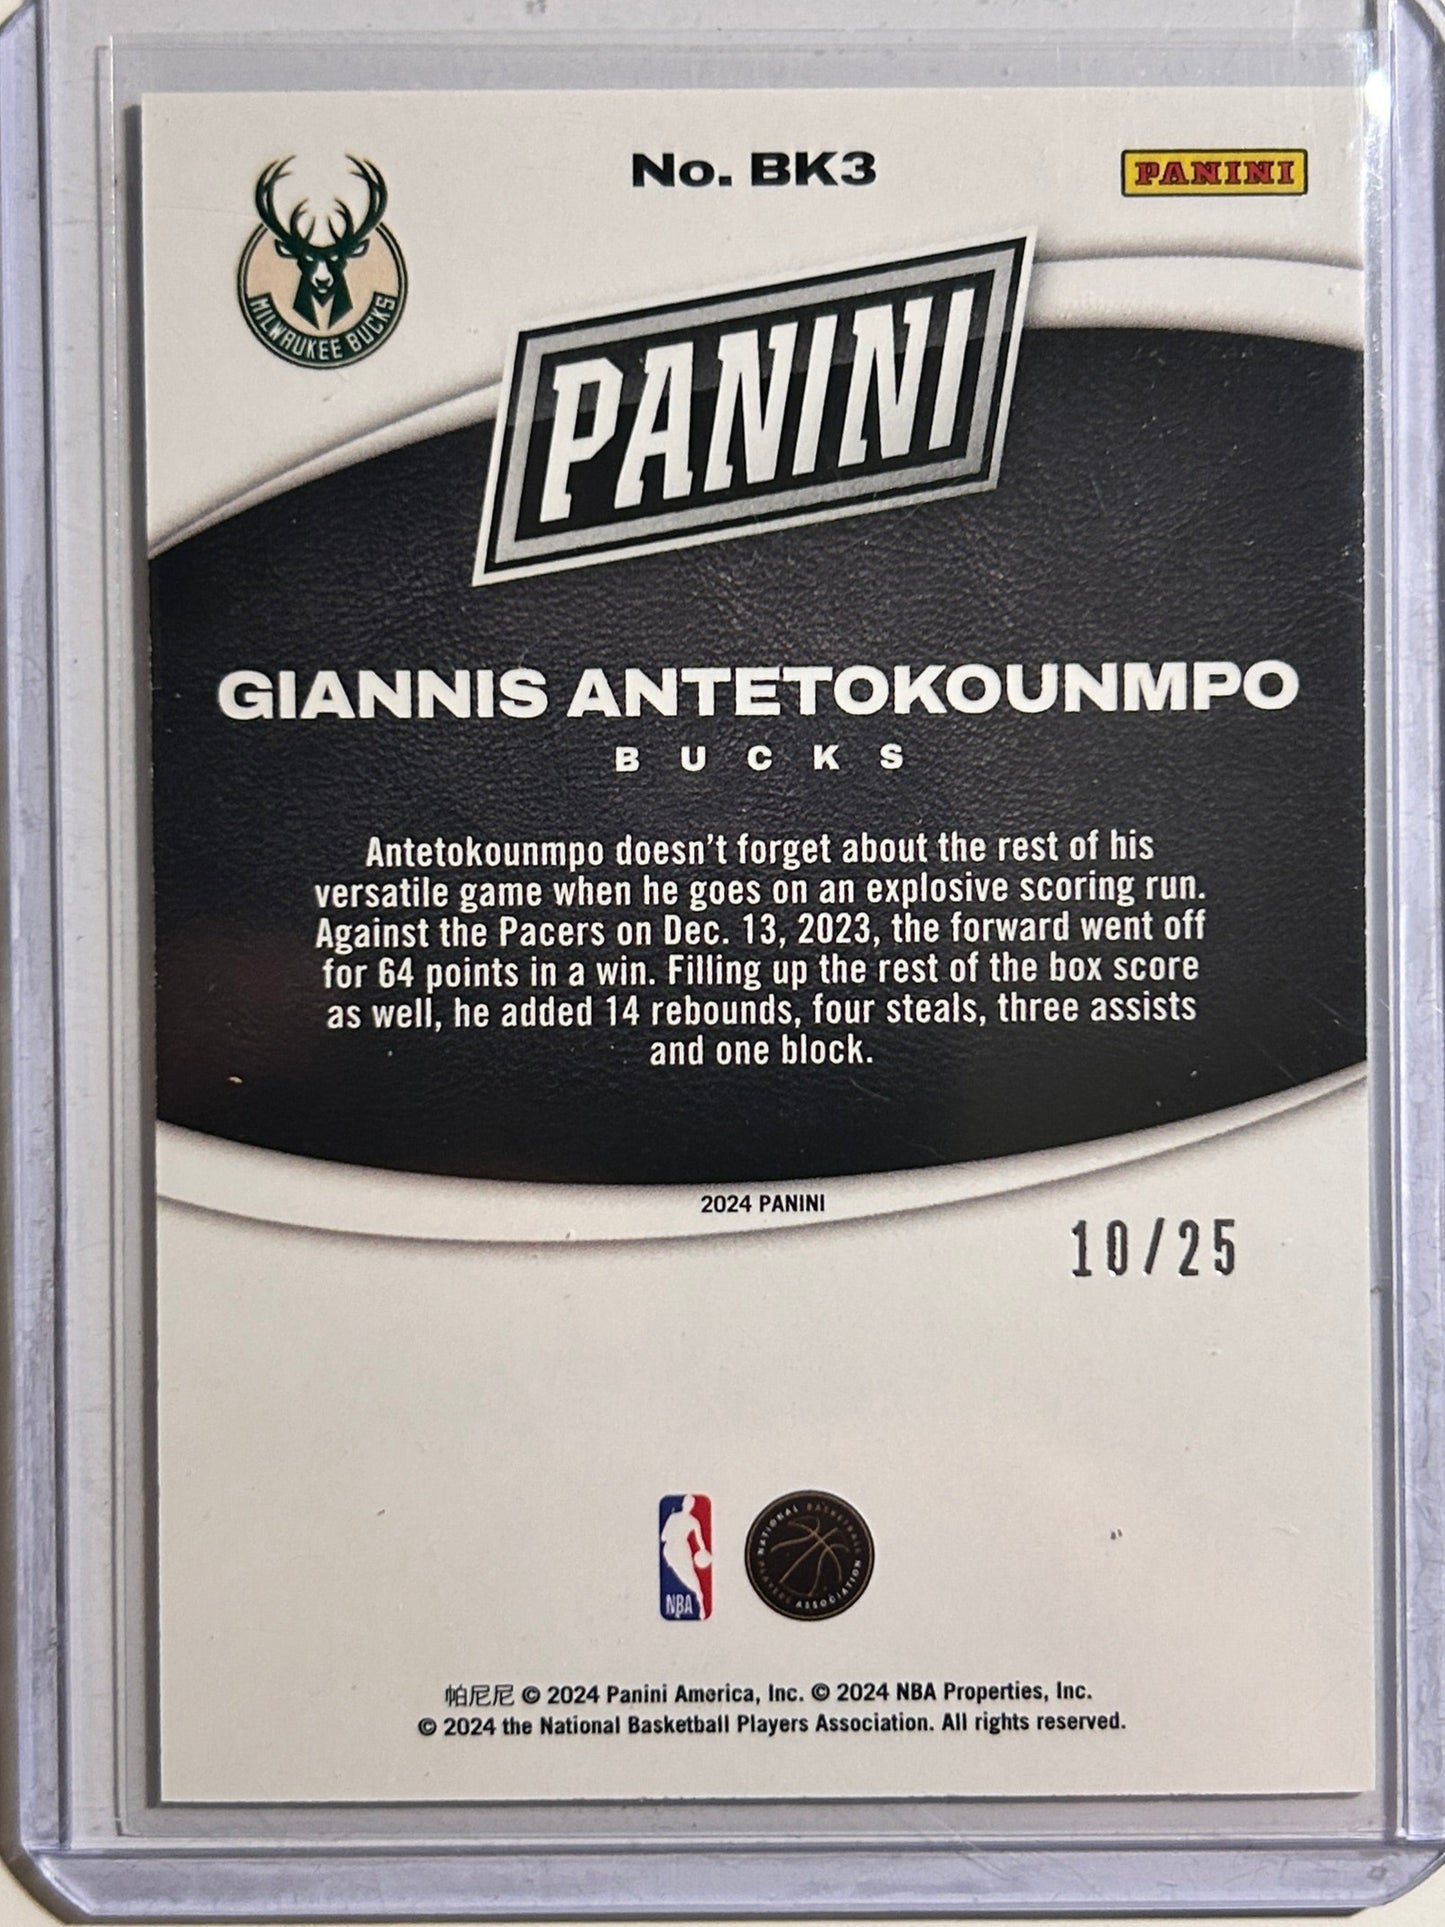 No. BK3
PANINI
MILWAUKEE BUCKS
PANINI
GIANNIS ANTETOKOUNMPO
BUCKS
Antetokounmpo doesn't forget about the rest of his
versatile game when he goes on an explosive scoring run.
Against the Pacers on Dec. 13, 2023, the forward went off
for 64 points in a win. Filling up the rest of the box score
as well, he added 14 rebounds, four steals, three assists
and one block.
2024 PANINI
10/25
NBA
NATIONAL BASKETBALL PLAYERS ASSOCIATION
帕尼尼 © 2024 Panini America, Inc. © 2024 NBA Properties, Inc.
© 2024 the National Basketball Players Association. All rights reserved.